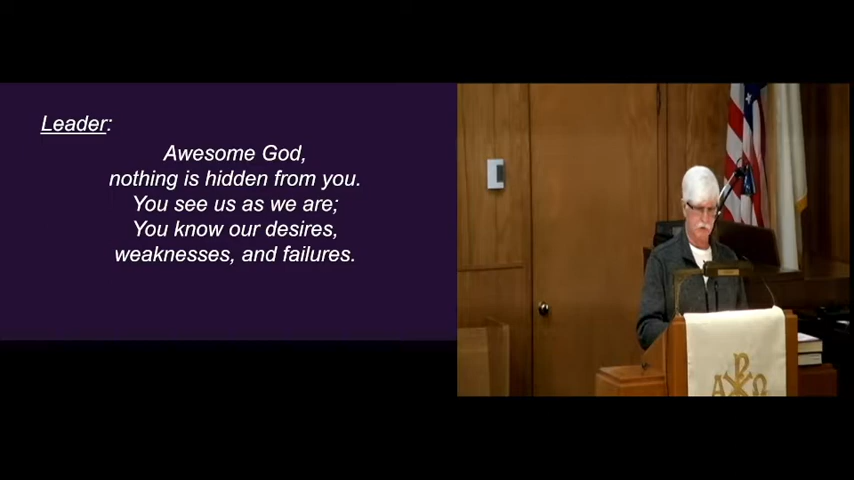 Leader:
Awesome God,
nothing is hidden from you.
You see us as we are;
You know our desires,
weaknesses, and failures.
Α Ω